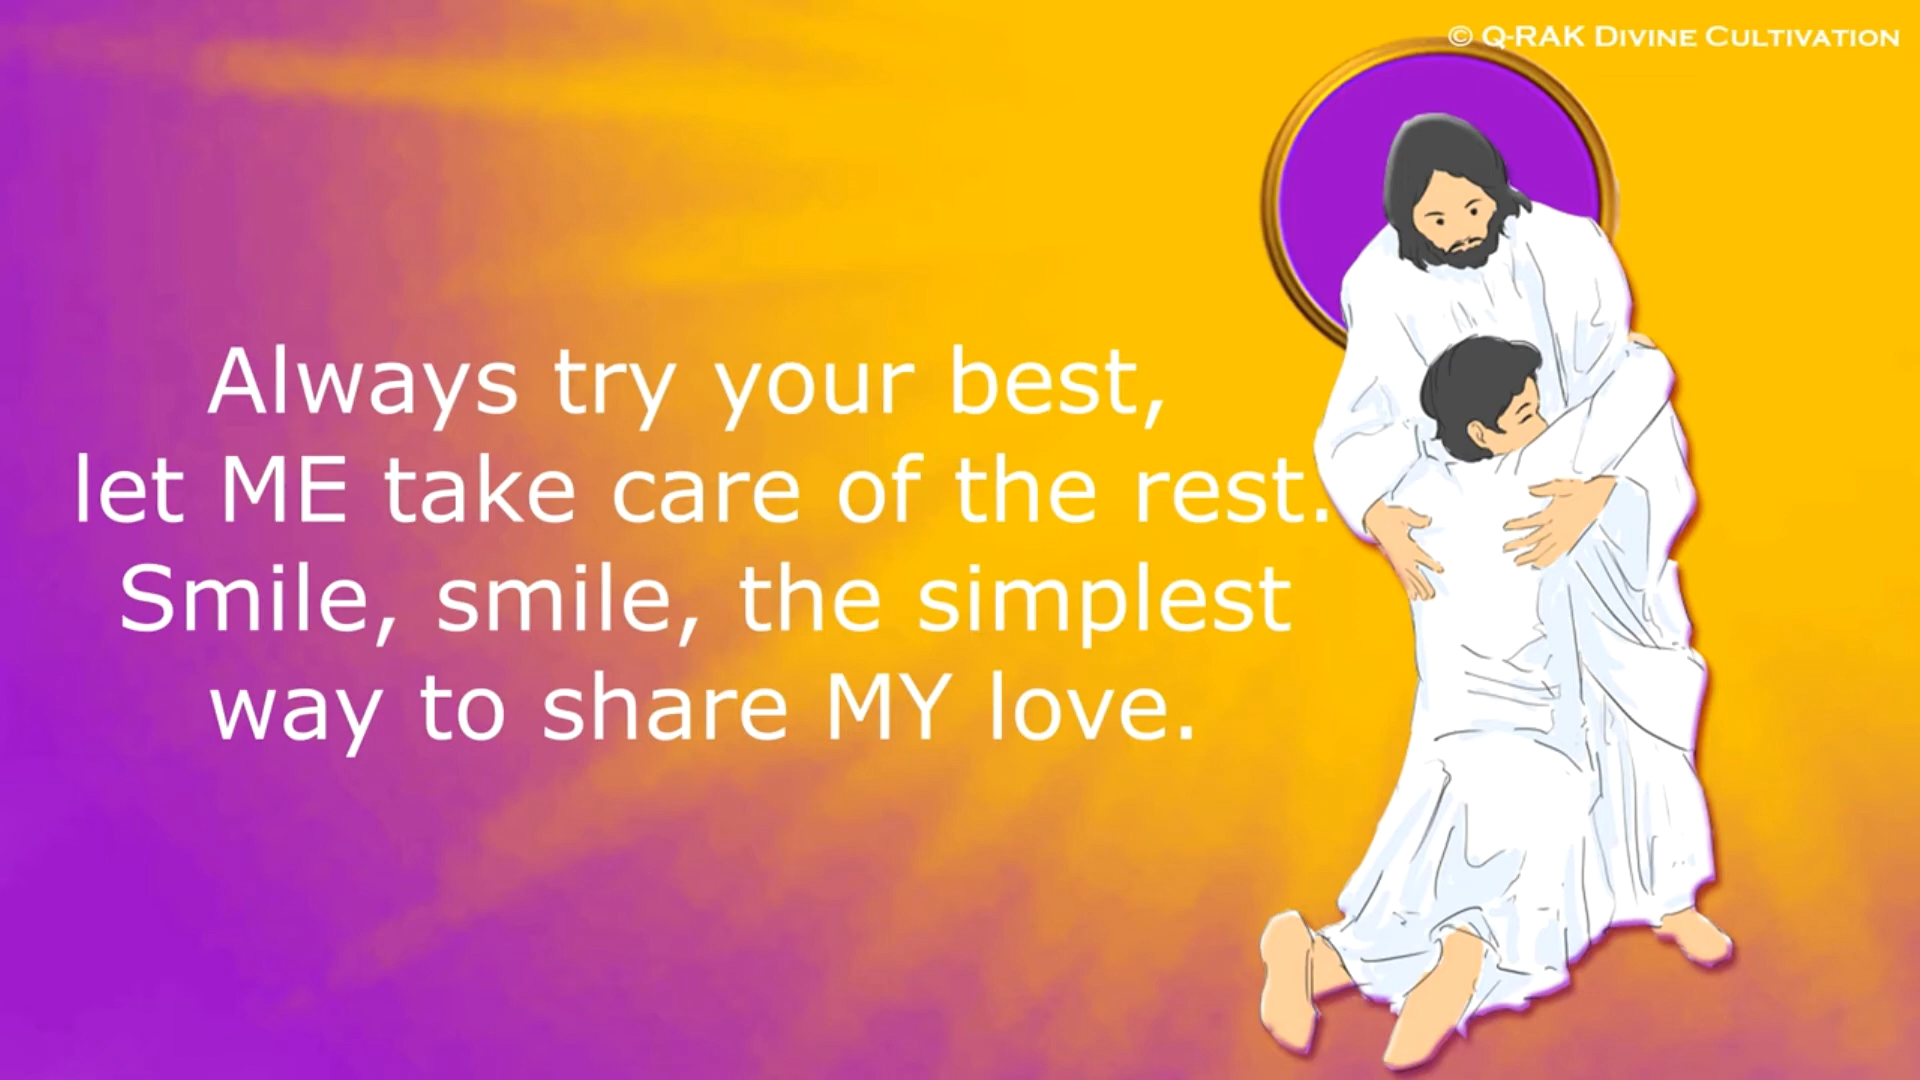 © Q-RAK DIVINE CULTIVATION
Always try your best,
let ME take care of the rest.
Smile, smile, the simplest
way to share MY love.